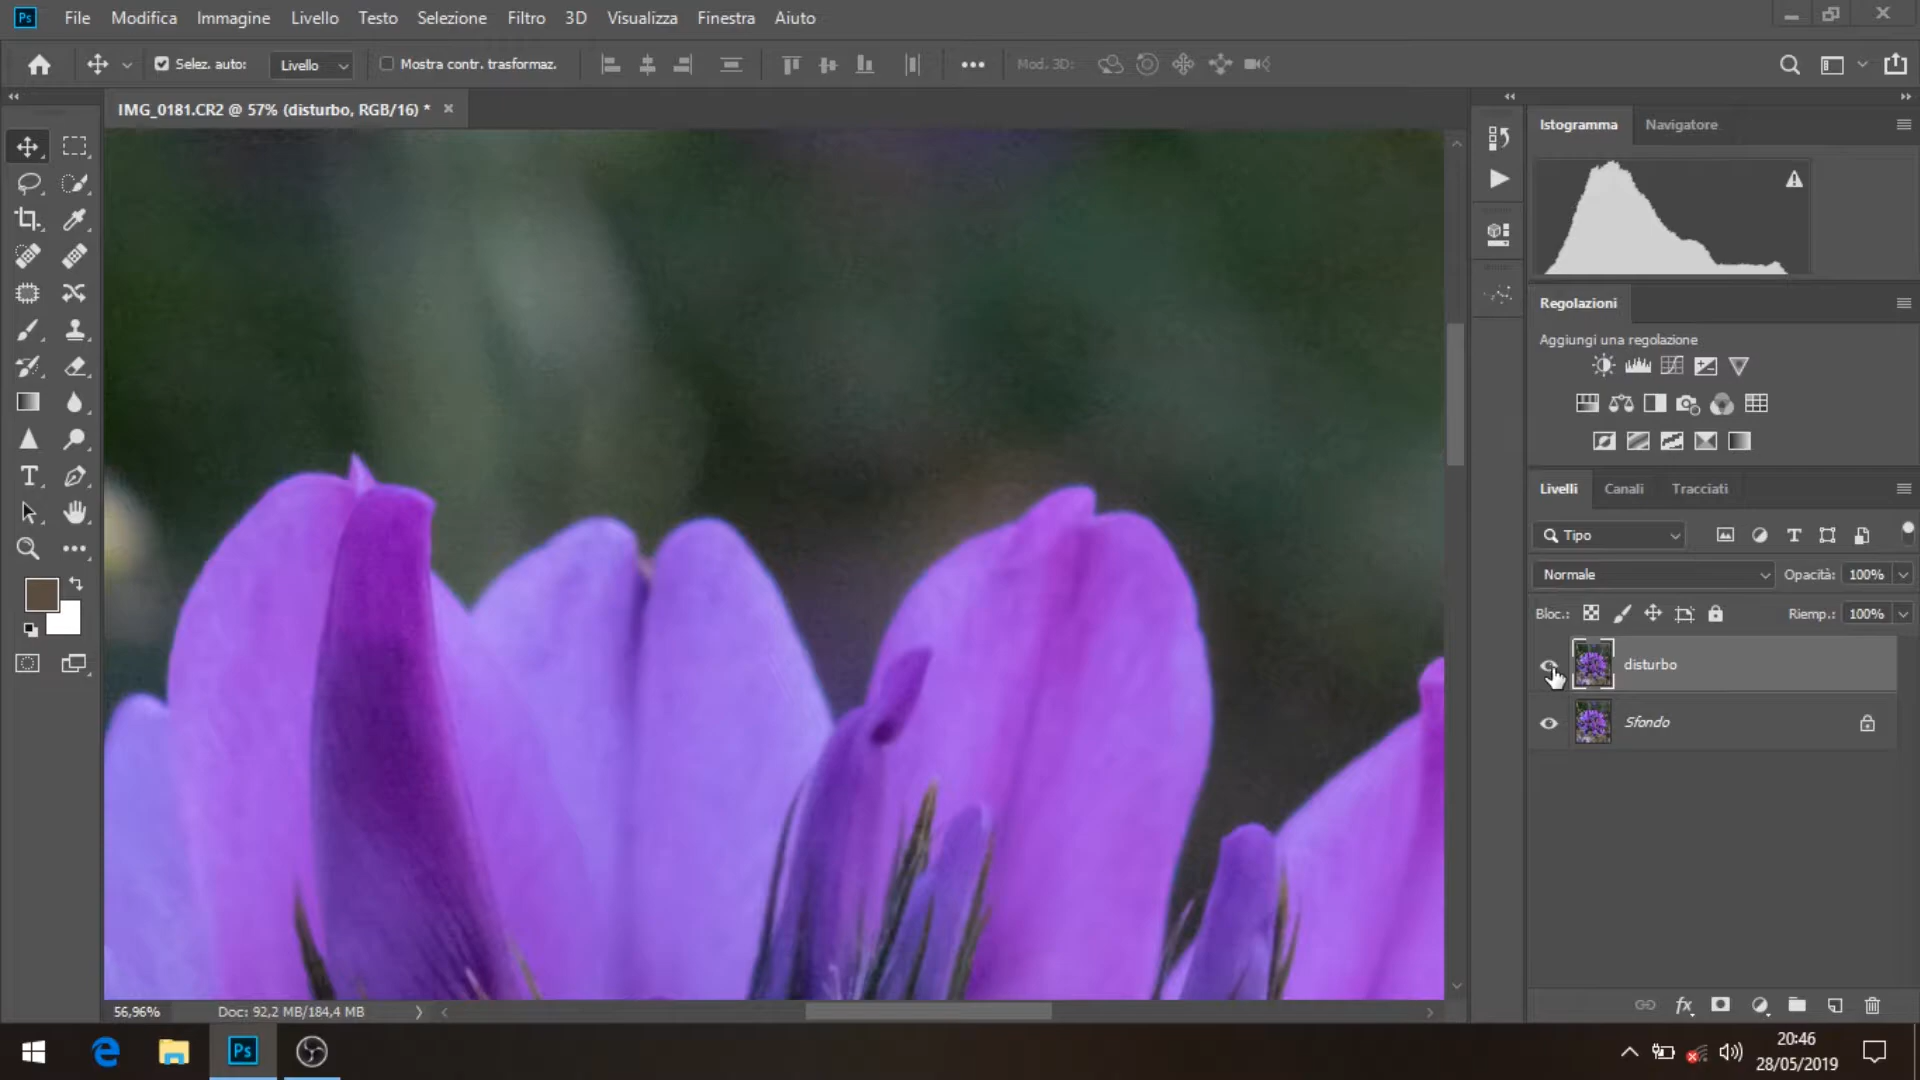 Ps File Modifica Immagine Livello Testo Selezione Filtro 3D Visualizza Finestra Aiuto
Selez. auto: Livello Mostra contr. trasformaz. Mod. 3D:
IMG_0181.CR2 @ 57% (disturbo, RGB/16) *
Istogramma Navigatore
Regolazioni
Aggiungi una regolazione
Livelli Canali Tracciati
Tipo
Normale Opacità: 100%
Bloc.: Riemp.: 100%
disturbo
Sfondo
56,96% Doc: 92,2 MB/184,4 MB
fx
Ps
20:46
28/05/2019